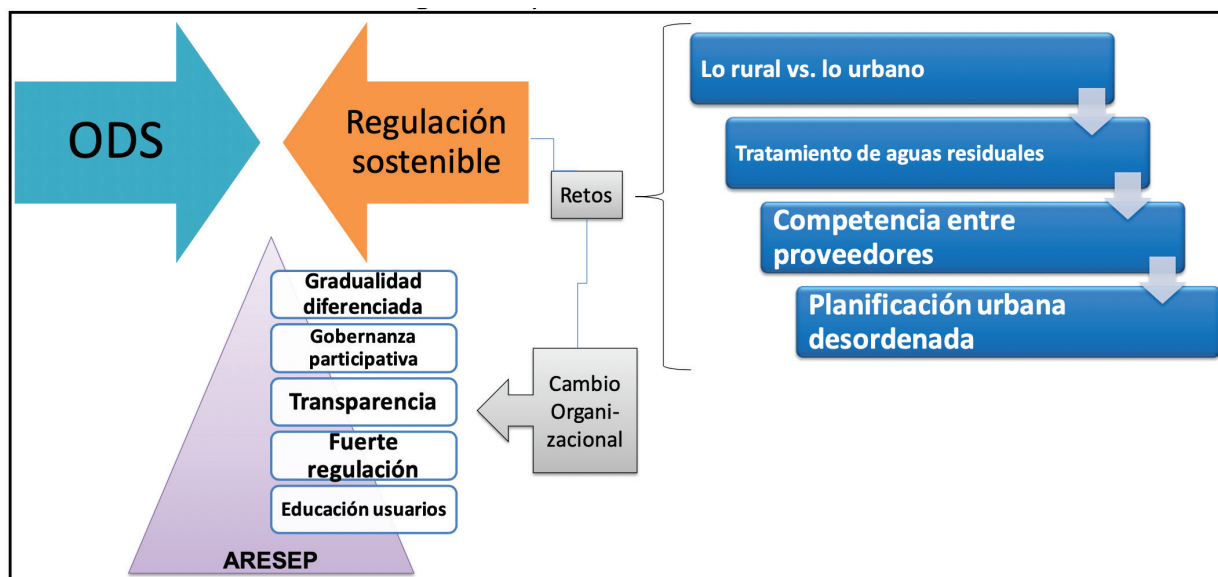 ODS
Regulación
sostenible
Retos
Lo rural vs. lo urbano
Tratamiento de aguas residuales
Competencia entre
proveedores
Planificación urbana
desordenada
Gradualidad
diferenciada
Gobernanza
participativa
Transparencia
Fuerte
regulación
Educación usuarios
ARESEP
Cambio
Organi-
zacional